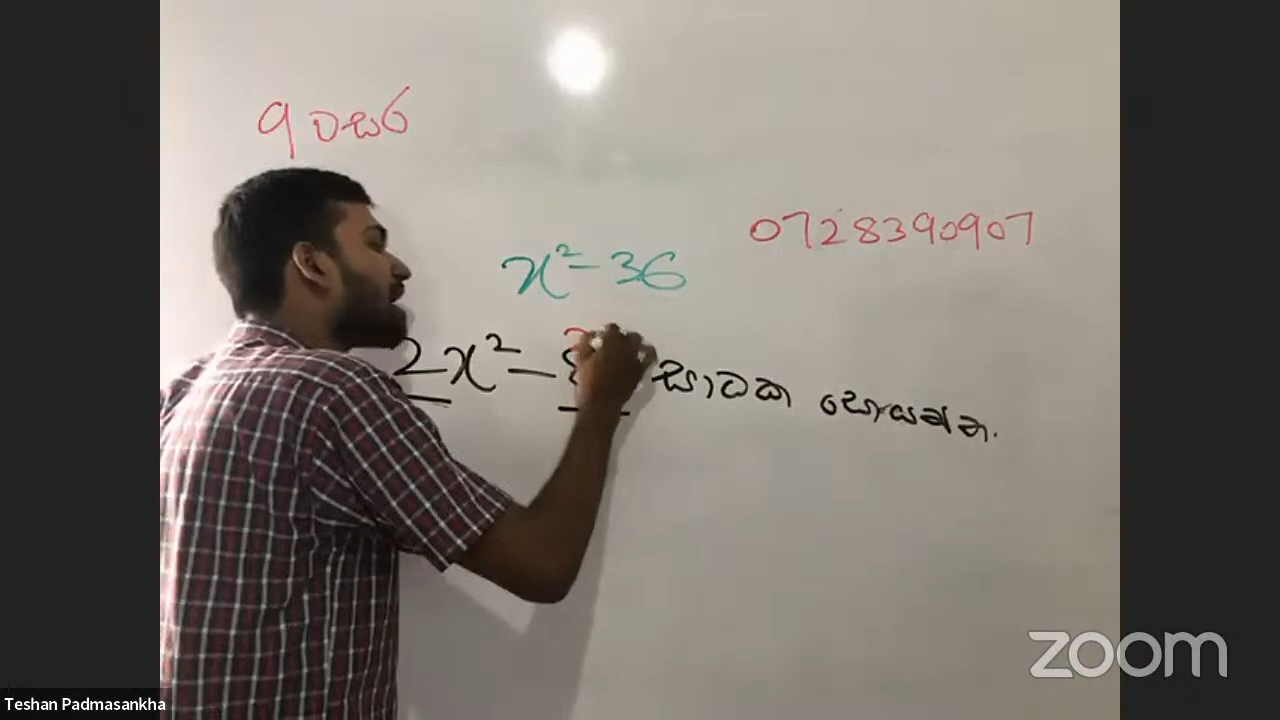 9 වසර
0728390907
x² - 36
2x² - සාධක සොයන්න.
zoom
Teshan Padmasankha